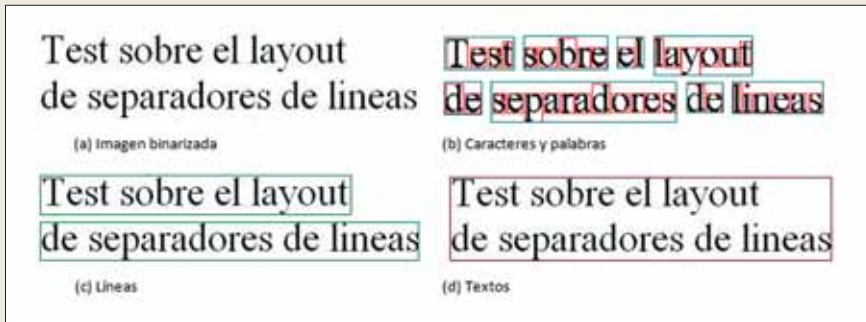 Test sobre el layout
de separadores de lineas
(a) Imagen binarizada
Test sobre el layout
de separadores de lineas
(b) Caracteres y palabras
Test sobre el layout
de separadores de lineas
(c) Líneas
Test sobre el layout
de separadores de lineas
(d) Textos